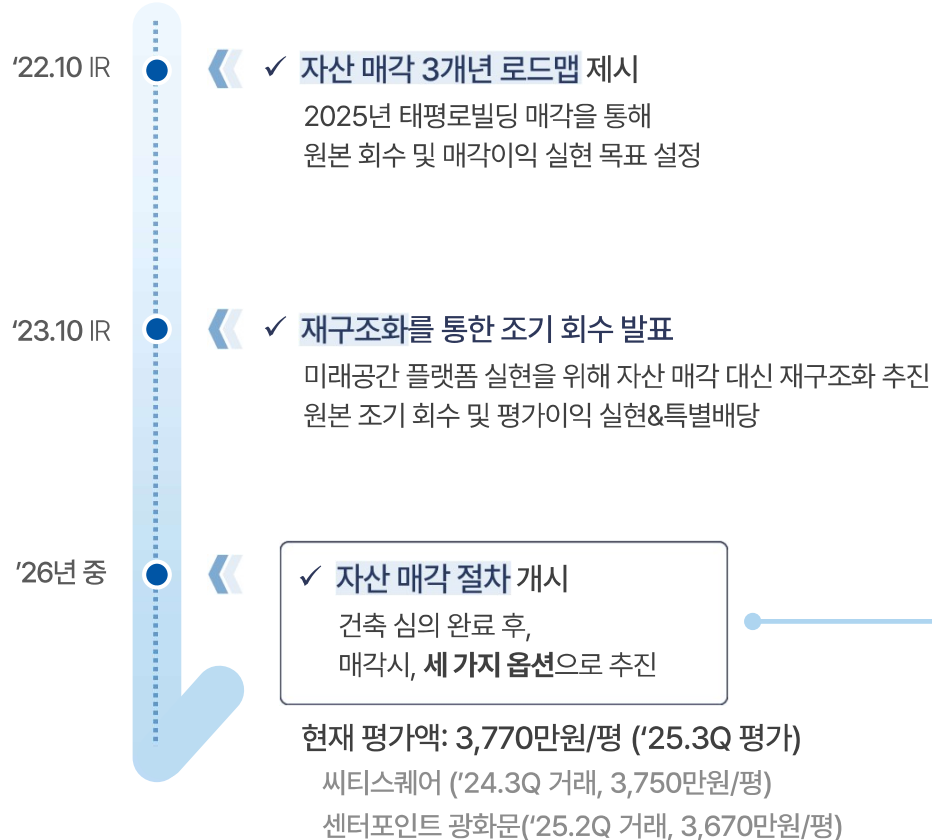 ‘22.10 IR
✓ 자산 매각 3개년 로드맵 제시
2025년 태평로빌딩 매각을 통해
원본 회수 및 매각이익 실현 목표 설정
‘23.10 IR
✓ 재구조화를 통한 조기 회수 발표
미래공간 플랫폼 실현을 위해 자산 매각 대신 재구조화 추진
원본 조기 회수 및 평가이익 실현&특별배당
’26년 중
✓ 자산 매각 절차 개시
건축 심의 완료 후,
매각시, 세 가지 옵션으로 추진
현재 평가액: 3,770만원/평 (‘25.3Q 평가)
씨티스퀘어 (’24.3Q 거래, 3,750만원/평)
센터포인트 광화문(‘25.2Q 거래, 3,670만원/평)